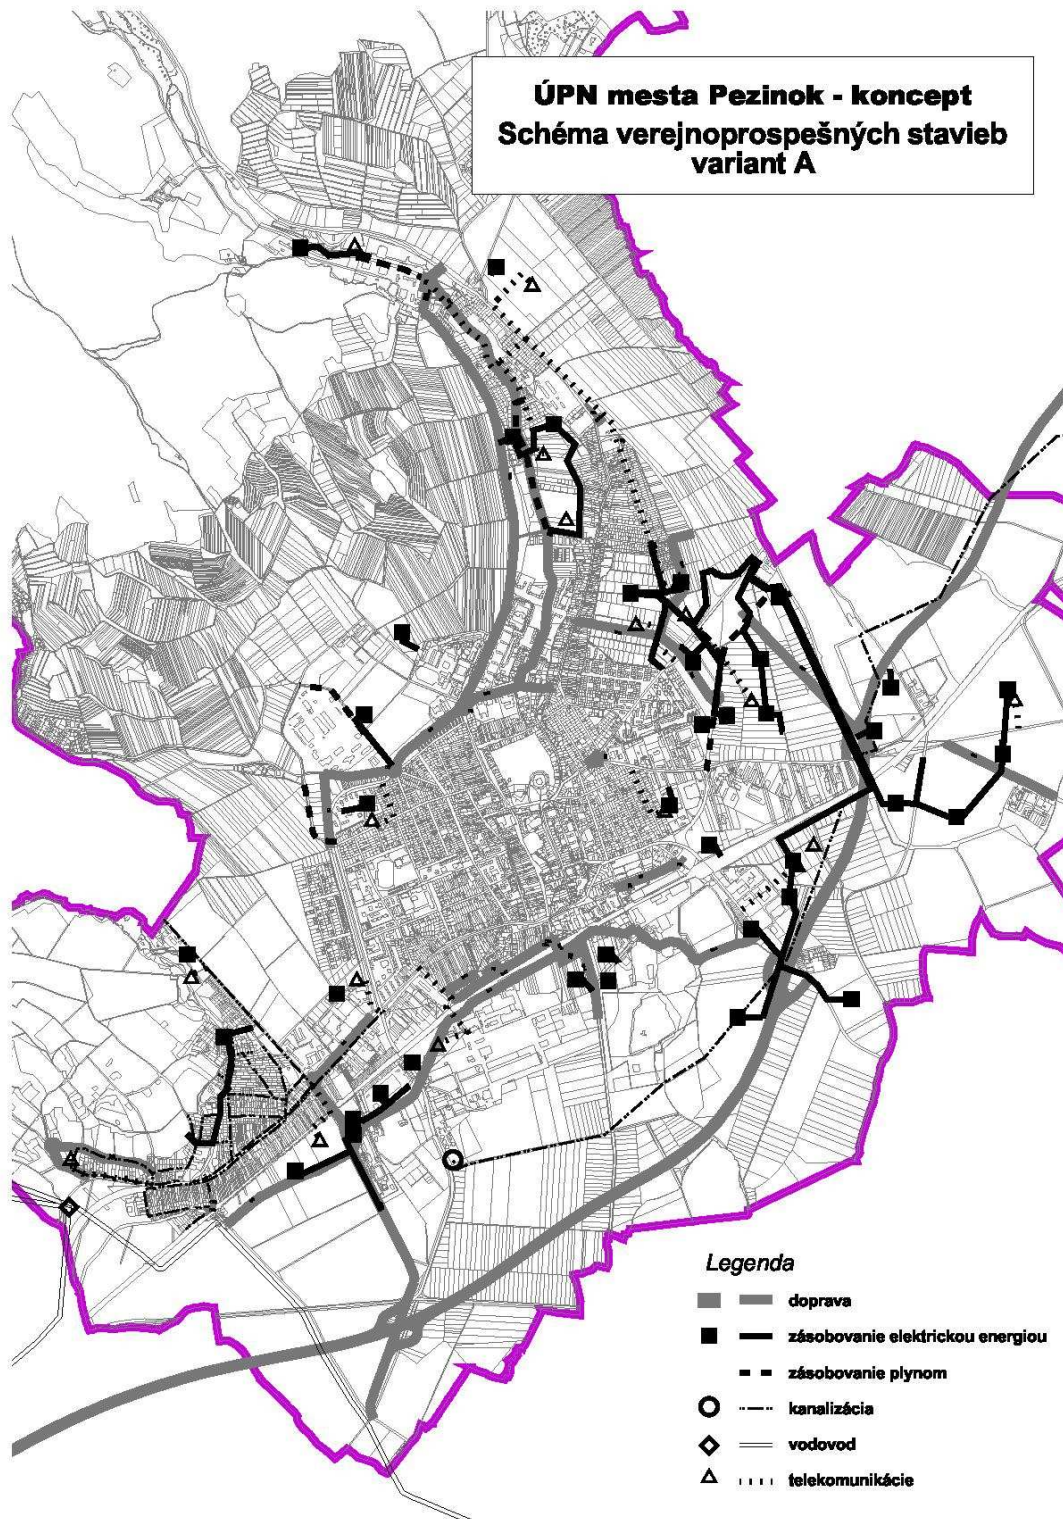 ÚPN mesta Pezinok - koncept
Schéma verejnoprospešných stavieb
variant A
Legenda
doprava
zásobovanie elektrickou energiou
zásobovanie plynom
kanalizácia
vodovod
telekomunikácie